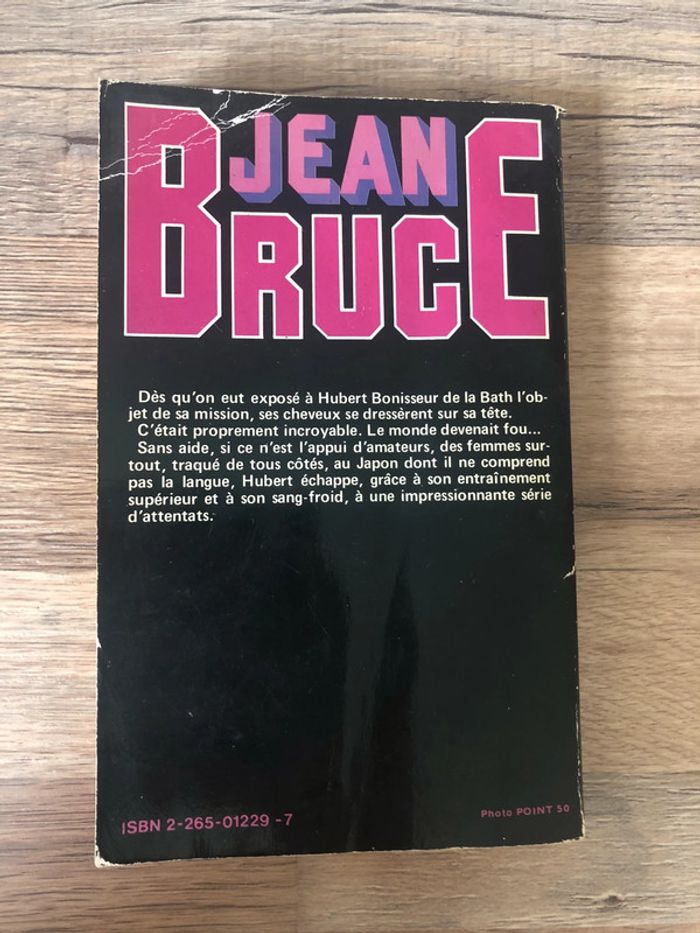 JEAN
BRUCE
Dès qu'on eut exposé à Hubert Bonisseur de la Bath l'ob-
jet de sa mission, ses cheveux se dressèrent sur sa tête.
C'était proprement incroyable. Le monde devenait fou...
Sans aide, si ce n'est l'appui d'amateurs, des femmes sur-
tout, traqué de tous côtés, au Japon dont il ne comprend
pas la langue, Hubert échappe, grâce à son entraînement
supérieur et à son sang-froid, à une impressionnante série
d'attentats.
ISBN 2-265-01229 -7
Photo POINT 50